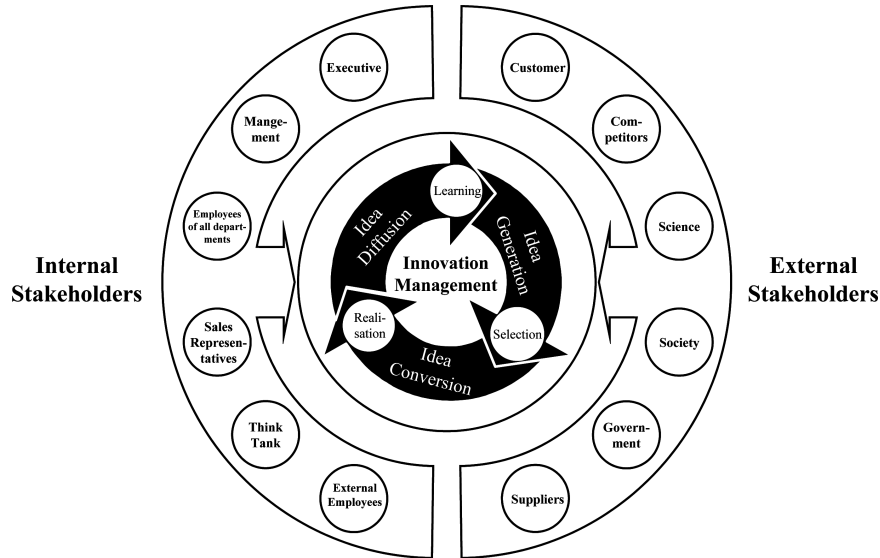 Executive
Customer
Mange-
ment
Com-
petitors
Employees
of all depart-
ments
Science
Internal
Stakeholders
External
Stakeholders
Learning
Idea
Diffusion
Idea
Generation
Innovation
Management
Reali-
sation
Selection
Idea
Conversion
Sales
Represen-
tatives
Society
Think
Tank
Govern-
ment
External
Employees
Suppliers